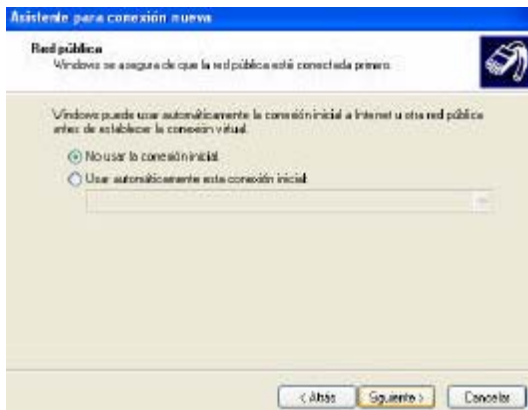 Asistente para conexión nueva
Red pública
Windows se asegura de que la red pública esté conectada primero.
Windows puede usar automáticamente la conexión inicial a Internet u otra red pública
antes de establecer la conexión virtual.
No usar la conexión inicial
Usar automáticamente esta conexión inicial:
< Atrás
Siguiente >
Cancelar